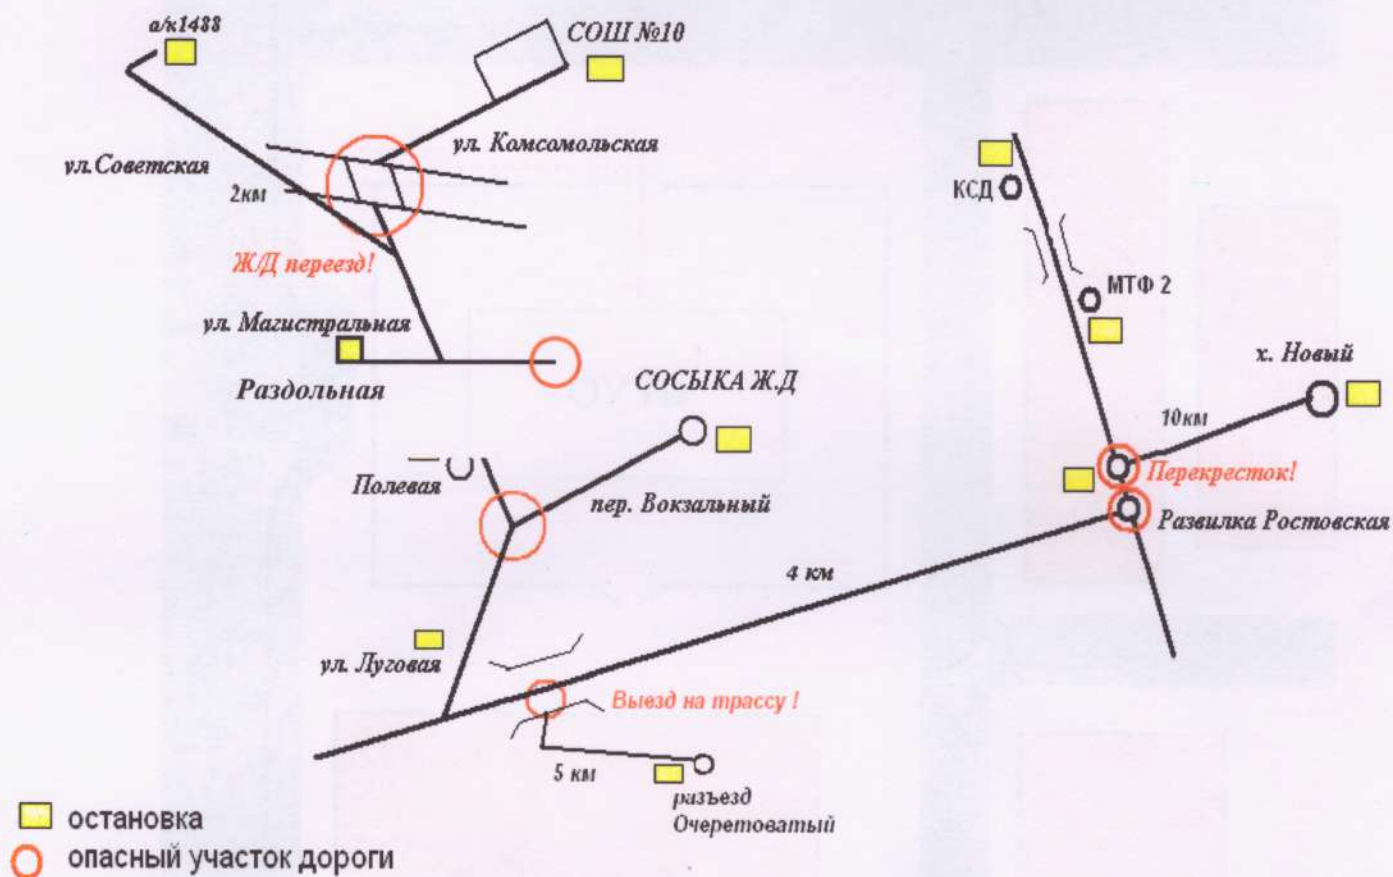 а/к1488
СОШ №10
ул. Комсомольская
ул.Советская
2км
КСД
Ж/Д переезд!
МТФ 2
ул. Магистральная
х. Новый
Раздольная
СОСЫКА Ж.Д
10км
Перекресток!
Полевая
пер. Вокзальный
Развилка Ростовская
4 км
ул. Луговая
Выезд на трассу !
5 км
разъезд
Очеретоватый
остановка
опасный участок дороги